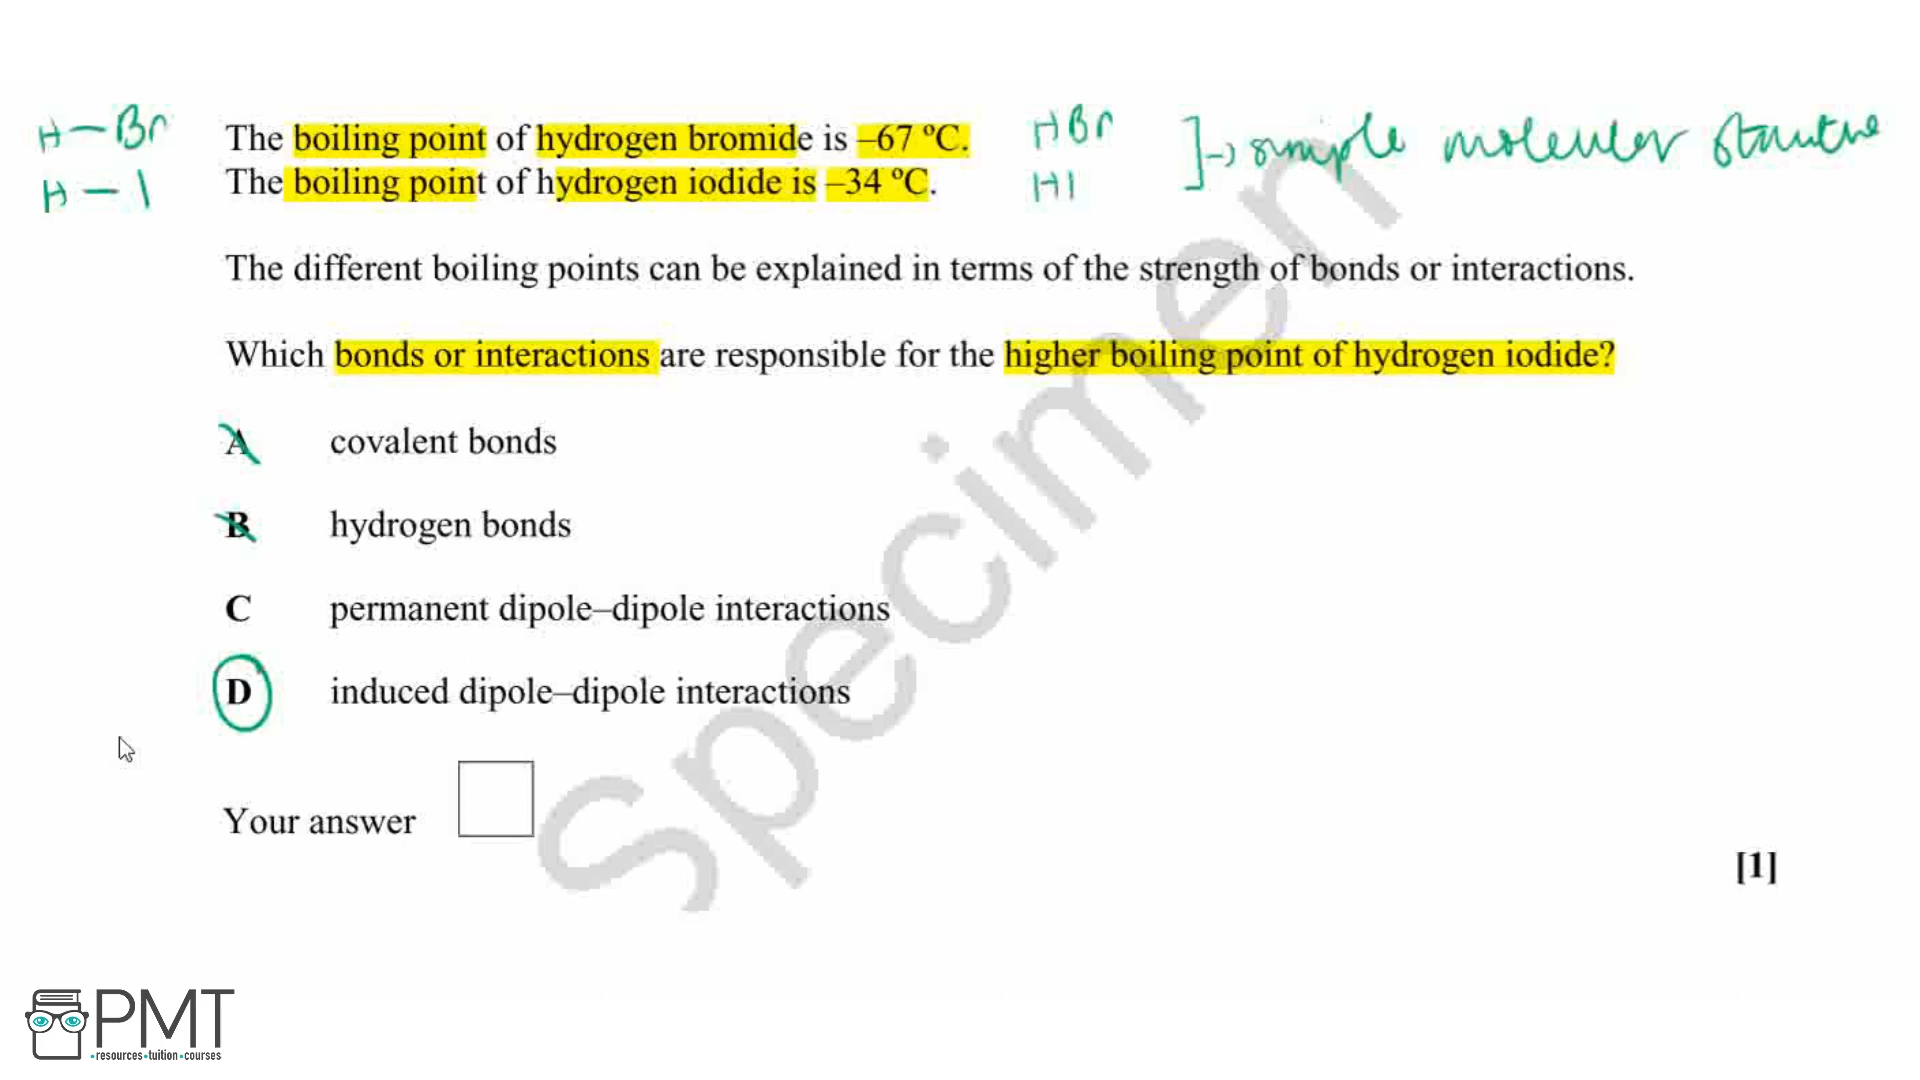 H–Br
The boiling point of hydrogen bromide is –67 ºC.
HBr
]→ simple molecular structure
H–I
The boiling point of hydrogen iodide is –34 ºC.
HI
The different boiling points can be explained in terms of the strength of bonds or interactions.
Which bonds or interactions are responsible for the higher boiling point of hydrogen iodide?
A covalent bonds
B hydrogen bonds
C permanent dipole–dipole interactions
D induced dipole–dipole interactions
Your answer
[1]
Specimen
PMT
•resources•tuition•courses